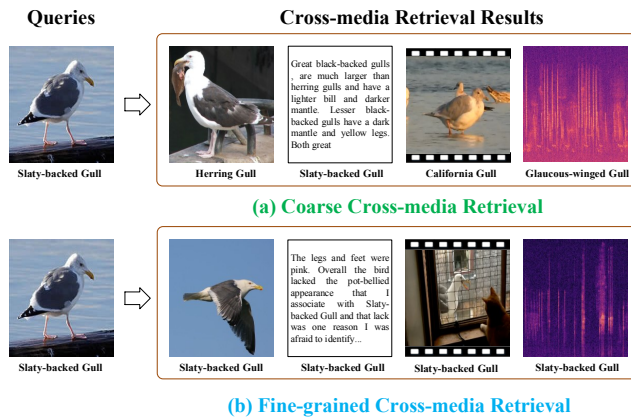 Queries
Cross-media Retrieval Results
Great black-backed gulls
, are much larger than
herring gulls and have a
lighter bill and darker
mantle. Lesser black-
backed gulls have a dark
mantle and yellow legs.
Both great
Slaty-backed Gull
Herring Gull
Slaty-backed Gull
California Gull
Glaucous-winged Gull
(a) Coarse Cross-media Retrieval
The legs and feet were
pink. Overall the bird
lacked the pot-bellied
appearance that I
associate with Slaty-
backed Gull and that lack
was one reason I was
afraid to identify...
Slaty-backed Gull
Slaty-backed Gull
Slaty-backed Gull
Slaty-backed Gull
Slaty-backed Gull
(b) Fine-grained Cross-media Retrieval